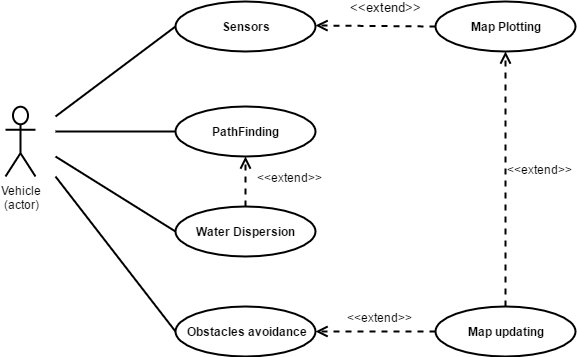 <<extend>>
Sensors
Map Plotting
PathFinding
<<extend>>
<<extend>>
Vehicle
(actor)
Water Dispersion
<<extend>>
Obstacles avoidance
Map updating